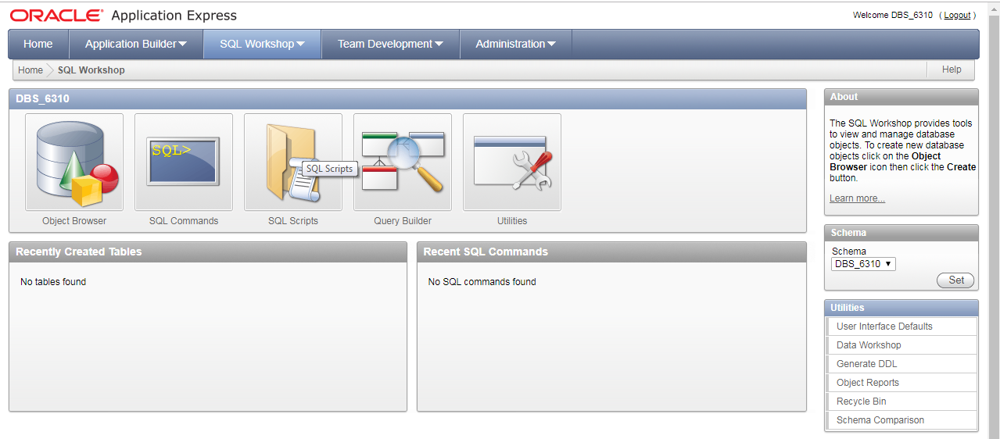 ORACLE Application Express
Welcome DBS_6310 ( Logout )
Home Application Builder SQL Workshop Team Development Administration
Home SQL Workshop Help
DBS_6310
SQL>
SQL Scripts
Object Browser SQL Commands SQL Scripts Query Builder Utilities
Recently Created Tables
No tables found
Recent SQL Commands
No SQL commands found
About
The SQL Workshop provides tools
to view and manage database
objects. To create new database
objects click on the Object
Browser icon then click the Create
button.
Learn more...
Schema
Schema
DBS_6310
Set
Utilities
User Interface Defaults
Data Workshop
Generate DDL
Object Reports
Recycle Bin
Schema Comparison